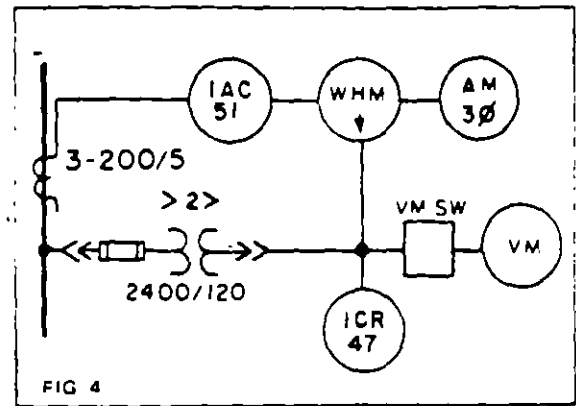 IAC
51
WHM
AM
3Ø
3-200/5
>2>
VM SW
VM
2400/120
ICR
47
FIG 4